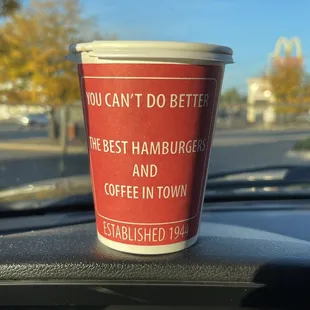 YOU CAN'T DO BETTER
THE BEST HAMBURGERS
AND
COFFEE IN TOWN
ESTABLISHED 1944